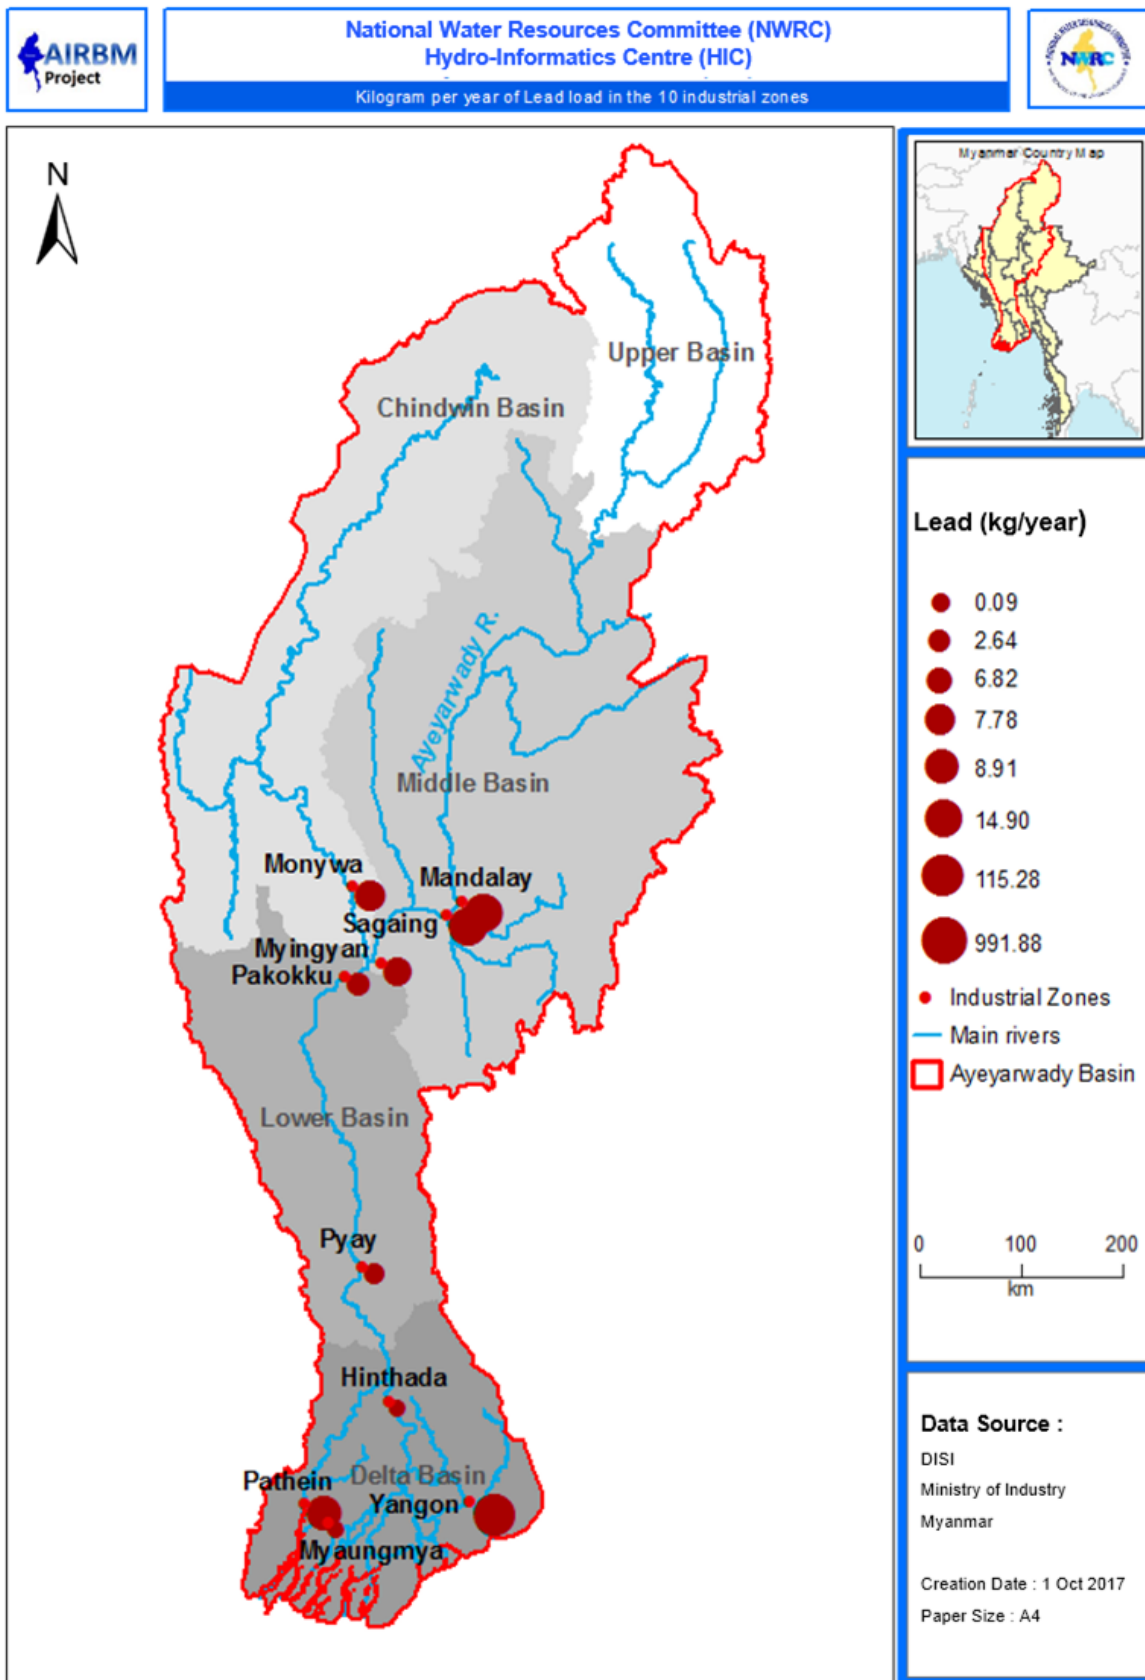 AIRBM
Project
National Water Resources Committee (NWRC)
Hydro-Informatics Centre (HIC)
Kilogram per year of Lead load in the 10 industrial zones
NWRC
N
Upper Basin
Chindwin Basin
Ayeyarwady R.
Middle Basin
Monywa
Mandalay
Sagaing
Myingyan
Pakokku
Lower Basin
Pyay
Hinthada
Pathein
Delta Basin
Yangon
Myaungmya
Myanmar Country Map
Lead (kg/year)
0.09
2.64
6.82
7.78
8.91
14.90
115.28
991.88
Industrial Zones
Main rivers
Ayeyarwady Basin
0 100 200
km
Data Source :
DISI
Ministry of Industry
Myanmar
Creation Date : 1 Oct 2017
Paper Size : A4